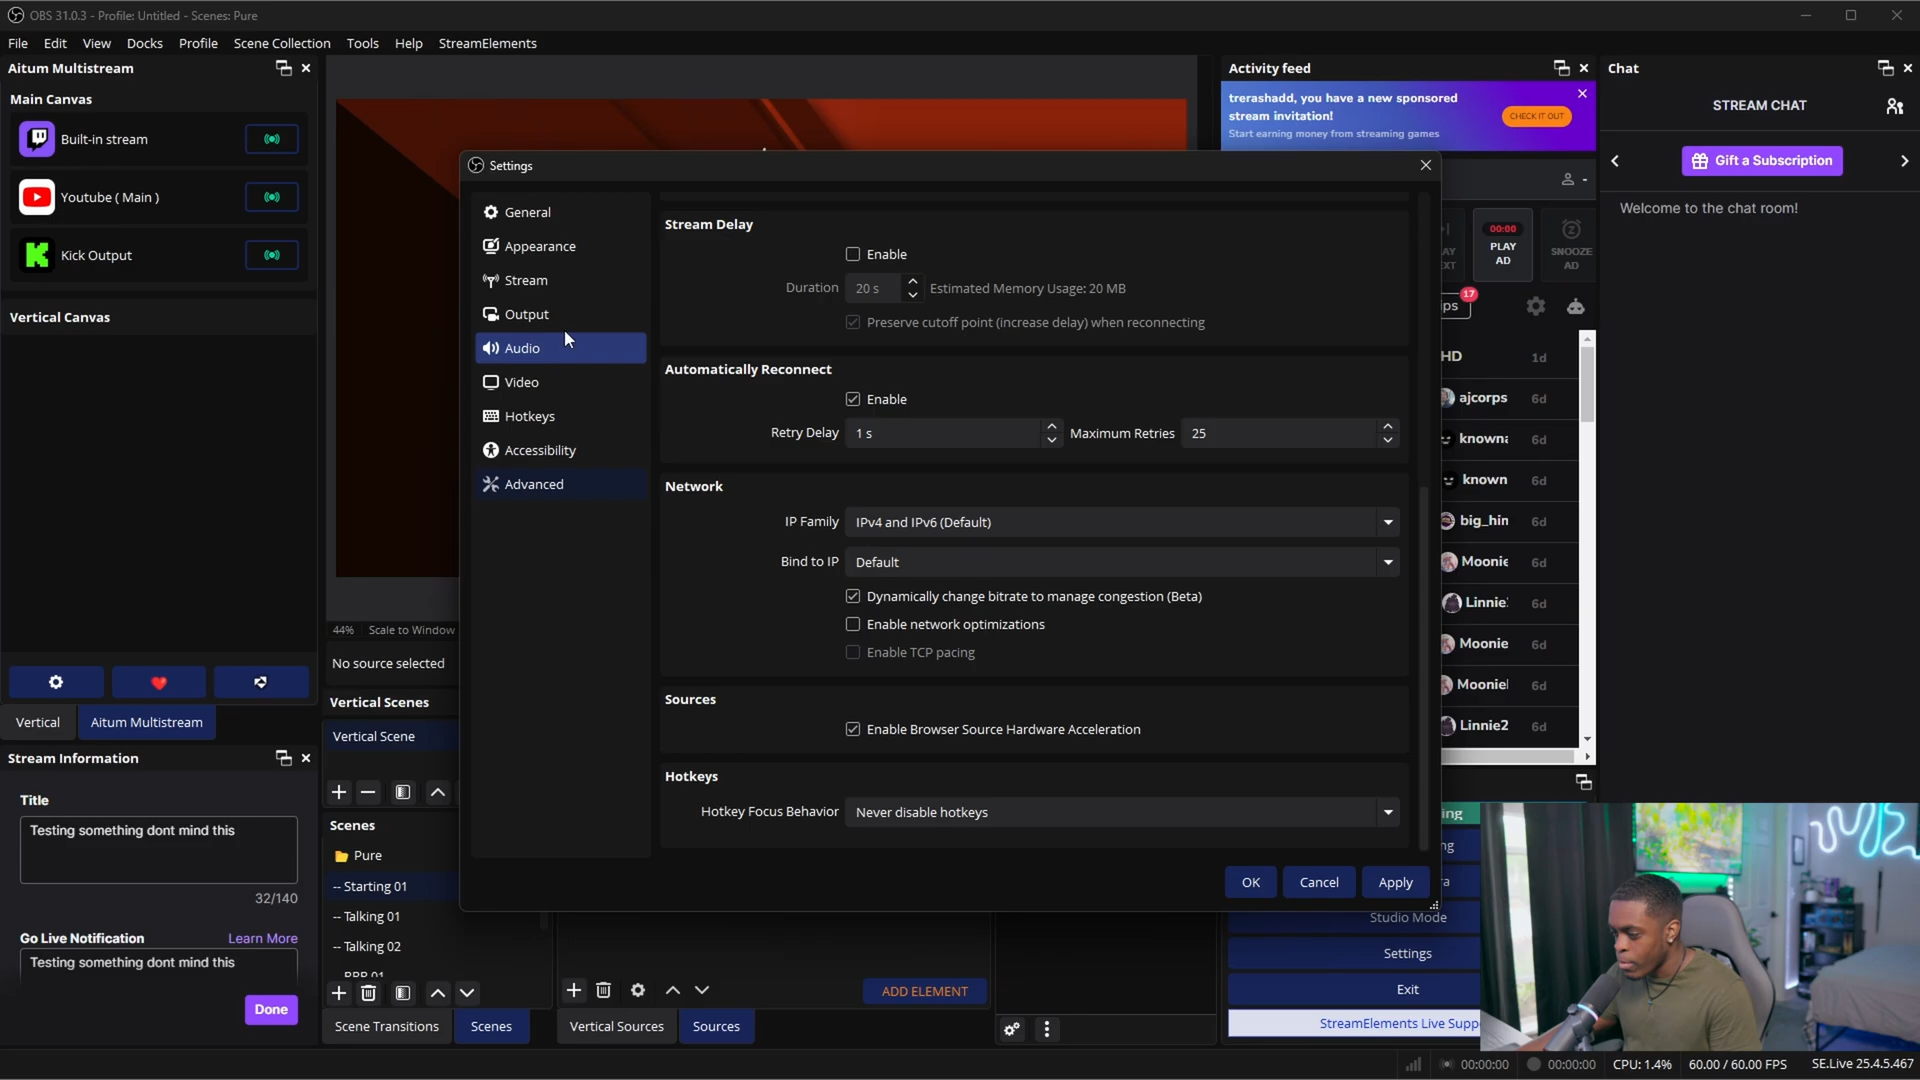 OBS 31.0.3 - Profile: Untitled - Scenes: Pure
File Edit View Docks Profile Scene Collection Tools Help StreamElements
Aitum Multistream
Main Canvas
Built-in stream
Youtube ( Main )
Kick Output
Vertical Canvas
Vertical
Aitum Multistream
Stream Information
Title
Testing something dont mind this
32/140
Go Live Notification
Learn More
Testing something dont mind this
Done
44% Scale to Window
No source selected
Vertical Scenes
Vertical Scene
Scenes
Pure
-- Starting 01
-- Talking 01
-- Talking 02
Scene Transitions
Scenes
Vertical Sources
Sources
ADD ELEMENT
Settings
General
Appearance
Stream
Output
Audio
Video
Hotkeys
Accessibility
Advanced
Stream Delay
Enable
Duration 20 s Estimated Memory Usage: 20 MB
Preserve cutoff point (increase delay) when reconnecting
Automatically Reconnect
Enable
Retry Delay 1 s Maximum Retries 25
Network
IP Family IPv4 and IPv6 (Default)
Bind to IP Default
Dynamically change bitrate to manage congestion (Beta)
Enable network optimizations
Enable TCP pacing
Sources
Enable Browser Source Hardware Acceleration
Hotkeys
Hotkey Focus Behavior Never disable hotkeys
OK Cancel Apply
Activity feed
trerashadd, you have a new sponsored
stream invitation!
Start earning money from streaming games
CHECK IT OUT
00:00
PLAY
AD
SNOOZE
AD
17
HD 1d
ajcorps 6d
knowna 6d
known 6d
big_hin 6d
Moonie 6d
Linnie 6d
Moonie 6d
Moonie 6d
Linnie2 6d
Studio Mode
Settings
Exit
StreamElements Live Supp
Chat
STREAM CHAT
Gift a Subscription
Welcome to the chat room!
00:00:00 00:00:00 CPU: 1.4% 60.00 / 60.00 FPS SE.Live 25.4.5.467